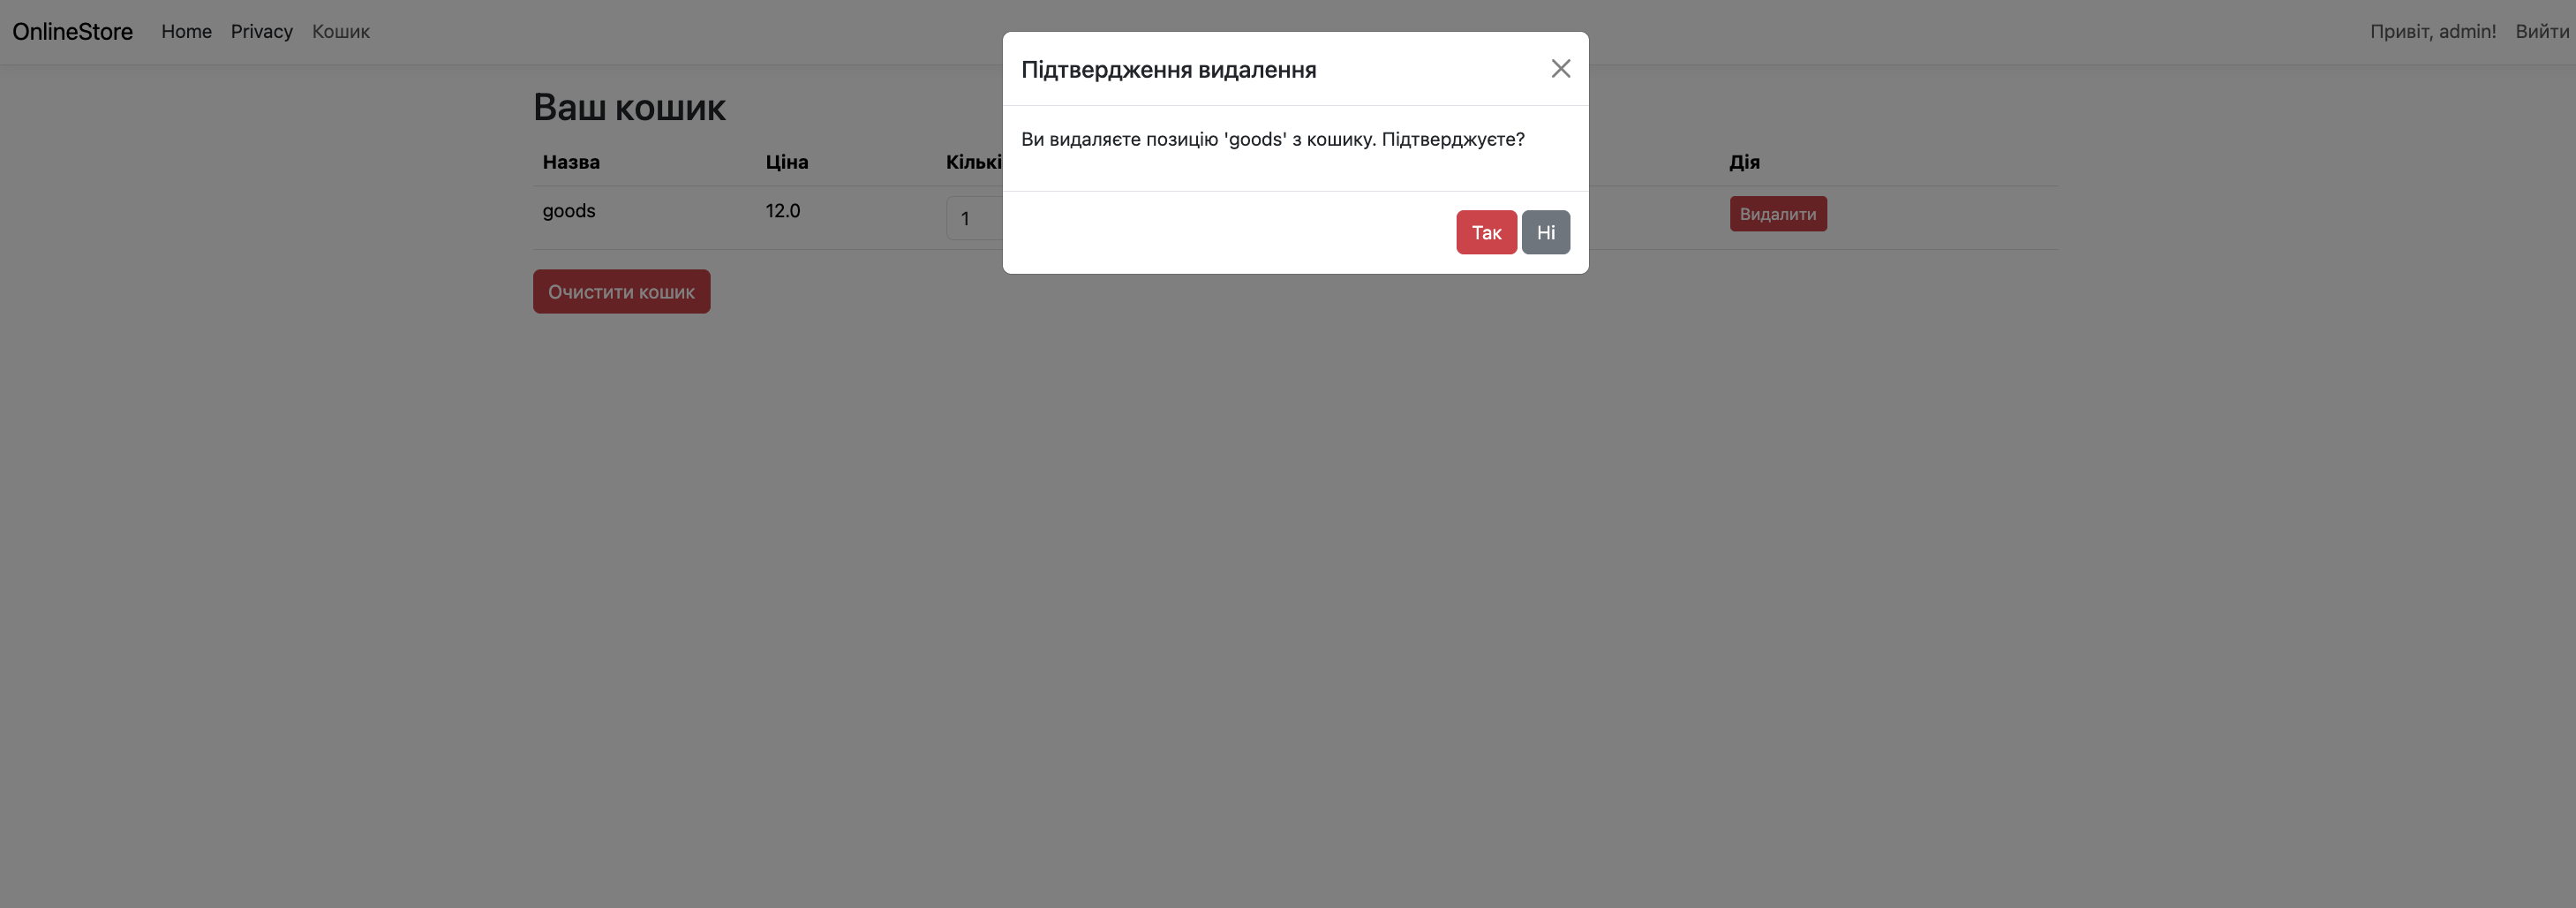 OnlineStore Home Privacy Кошик Привіт, admin! Вийти
Підтвердження видалення
Ви видаляєте позицію 'goods' з кошику. Підтверджуєте?
Так Ні
Ваш кошик
Назва Ціна Кількі Дія
goods 12.0 1 Видалити
Очистити кошик